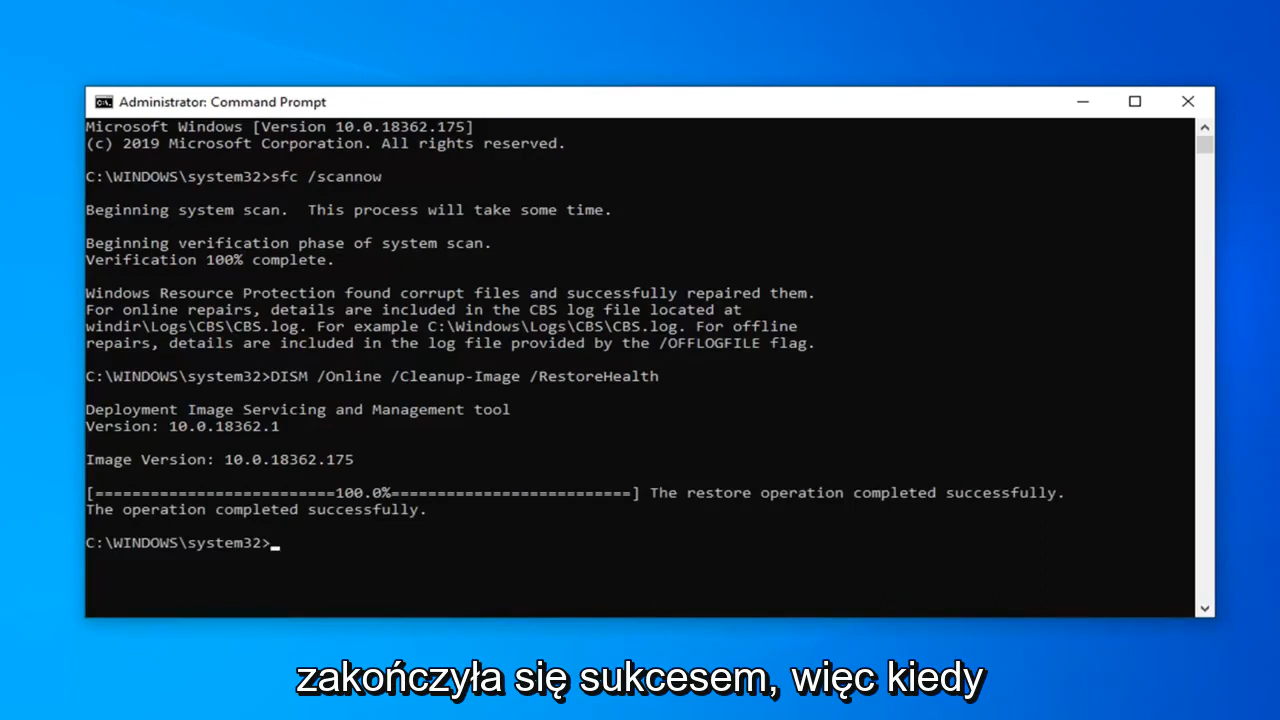 Administrator: Command Prompt
Microsoft Windows [Version 10.0.18362.175]
(c) 2019 Microsoft Corporation. All rights reserved.
C:\WINDOWS\system32>sfc /scannow
Beginning system scan.  This process will take some time.
Beginning verification phase of system scan.
Verification 100% complete.
Windows Resource Protection found corrupt files and successfully repaired them.
For online repairs, details are included in the CBS log file located at
windir\Logs\CBS\CBS.log. For example C:\Windows\Logs\CBS\CBS.log. For offline
repairs, details are included in the log file provided by the /OFFLOGFILE flag.
C:\WINDOWS\system32>DISM /Online /Cleanup-Image /RestoreHealth
Deployment Image Servicing and Management tool
Version: 10.0.18362.1
Image Version: 10.0.18362.175
[==========================100.0%==========================] The restore operation completed successfully.
The operation completed successfully.
C:\WINDOWS\system32>
zakończyła się sukcesem, więc kiedy